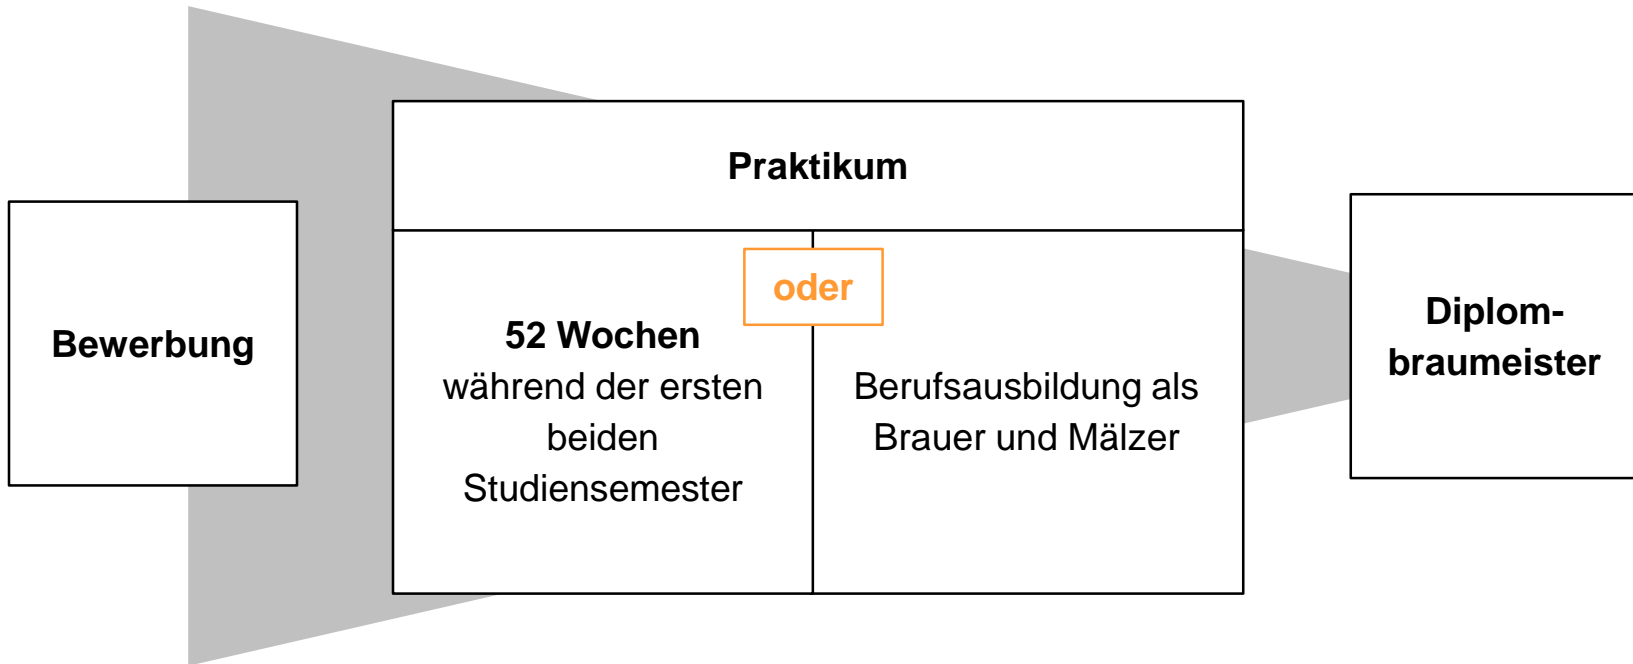 Bewerbung
Praktikum
oder
52 Wochen
während der ersten
beiden
Studiensemester
Berufsausbildung als
Brauer und Mälzer
Diplom-
braumeister